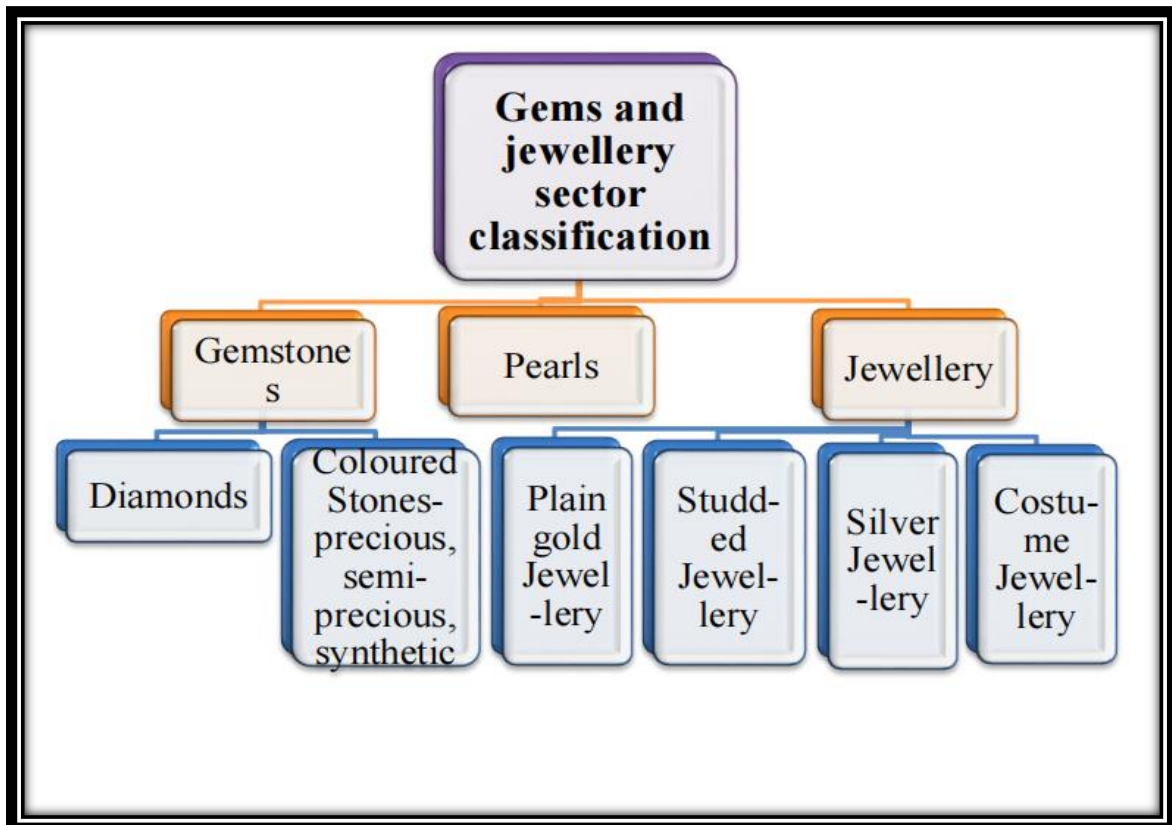 Gems and
jewellery
sector
classification
Gemstone
s
Pearls
Jewellery
Diamonds
Coloured
Stones-
precious,
semi-
precious,
synthetic
Plain
gold
Jewel
-lery
Studd-
ed
Jewel-
lery
Silver
Jewel
-lery
Costu-
me
Jewel-
lery